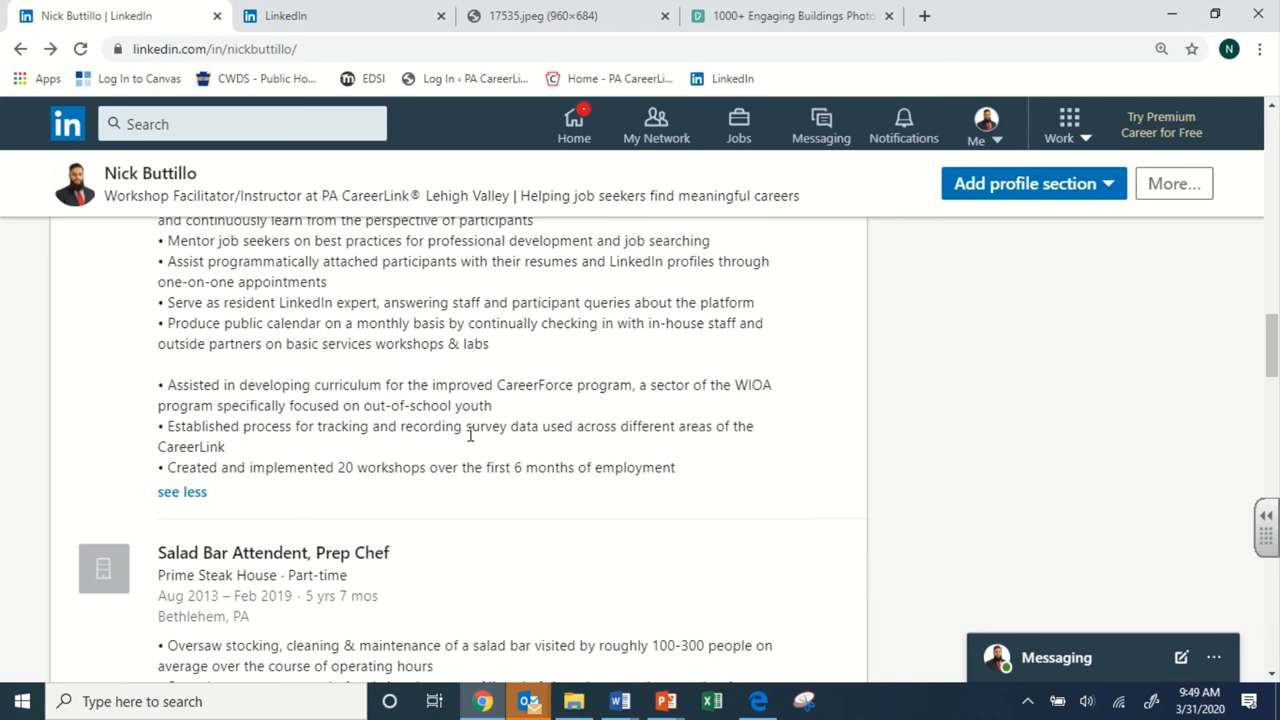 Nick Buttillo | LinkedIn
LinkedIn
17535.jpeg (960×684)
1000+ Engaging Buildings Photo
linkedin.com/in/nickbuttillo/
N
Apps
Log In to Canvas
CWDS - Public Ho...
EDSI
Log In ‹ PA CareerLi...
Home - PA CareerLi...
LinkedIn
in
Search
Home
My Network
Jobs
Messaging
Notifications
Me
Work
Try Premium
Career for Free
Nick Buttillo
Workshop Facilitator/Instructor at PA CareerLink® Lehigh Valley | Helping job seekers find meaningful careers
Add profile section
More...
and continuously learn from the perspective of participants
• Mentor job seekers on best practices for professional development and job searching
• Assist programmatically attached participants with their resumes and LinkedIn profiles through
one-on-one appointments
• Serve as resident LinkedIn expert, answering staff and participant queries about the platform
• Produce public calendar on a monthly basis by continually checking in with in-house staff and
outside partners on basic services workshops & labs
• Assisted in developing curriculum for the improved CareerForce program, a sector of the WIOA
program specifically focused on out-of-school youth
• Established process for tracking and recording survey data used across different areas of the
CareerLink
• Created and implemented 20 workshops over the first 6 months of employment
see less
Salad Bar Attendent, Prep Chef
Prime Steak House · Part-time
Aug 2013 – Feb 2019 · 5 yrs 7 mos
Bethlehem, PA
• Oversaw stocking, cleaning & maintenance of a salad bar visited by roughly 100-300 people on
average over the course of operating hours
Messaging
Type here to search
9:49 AM
3/31/2020